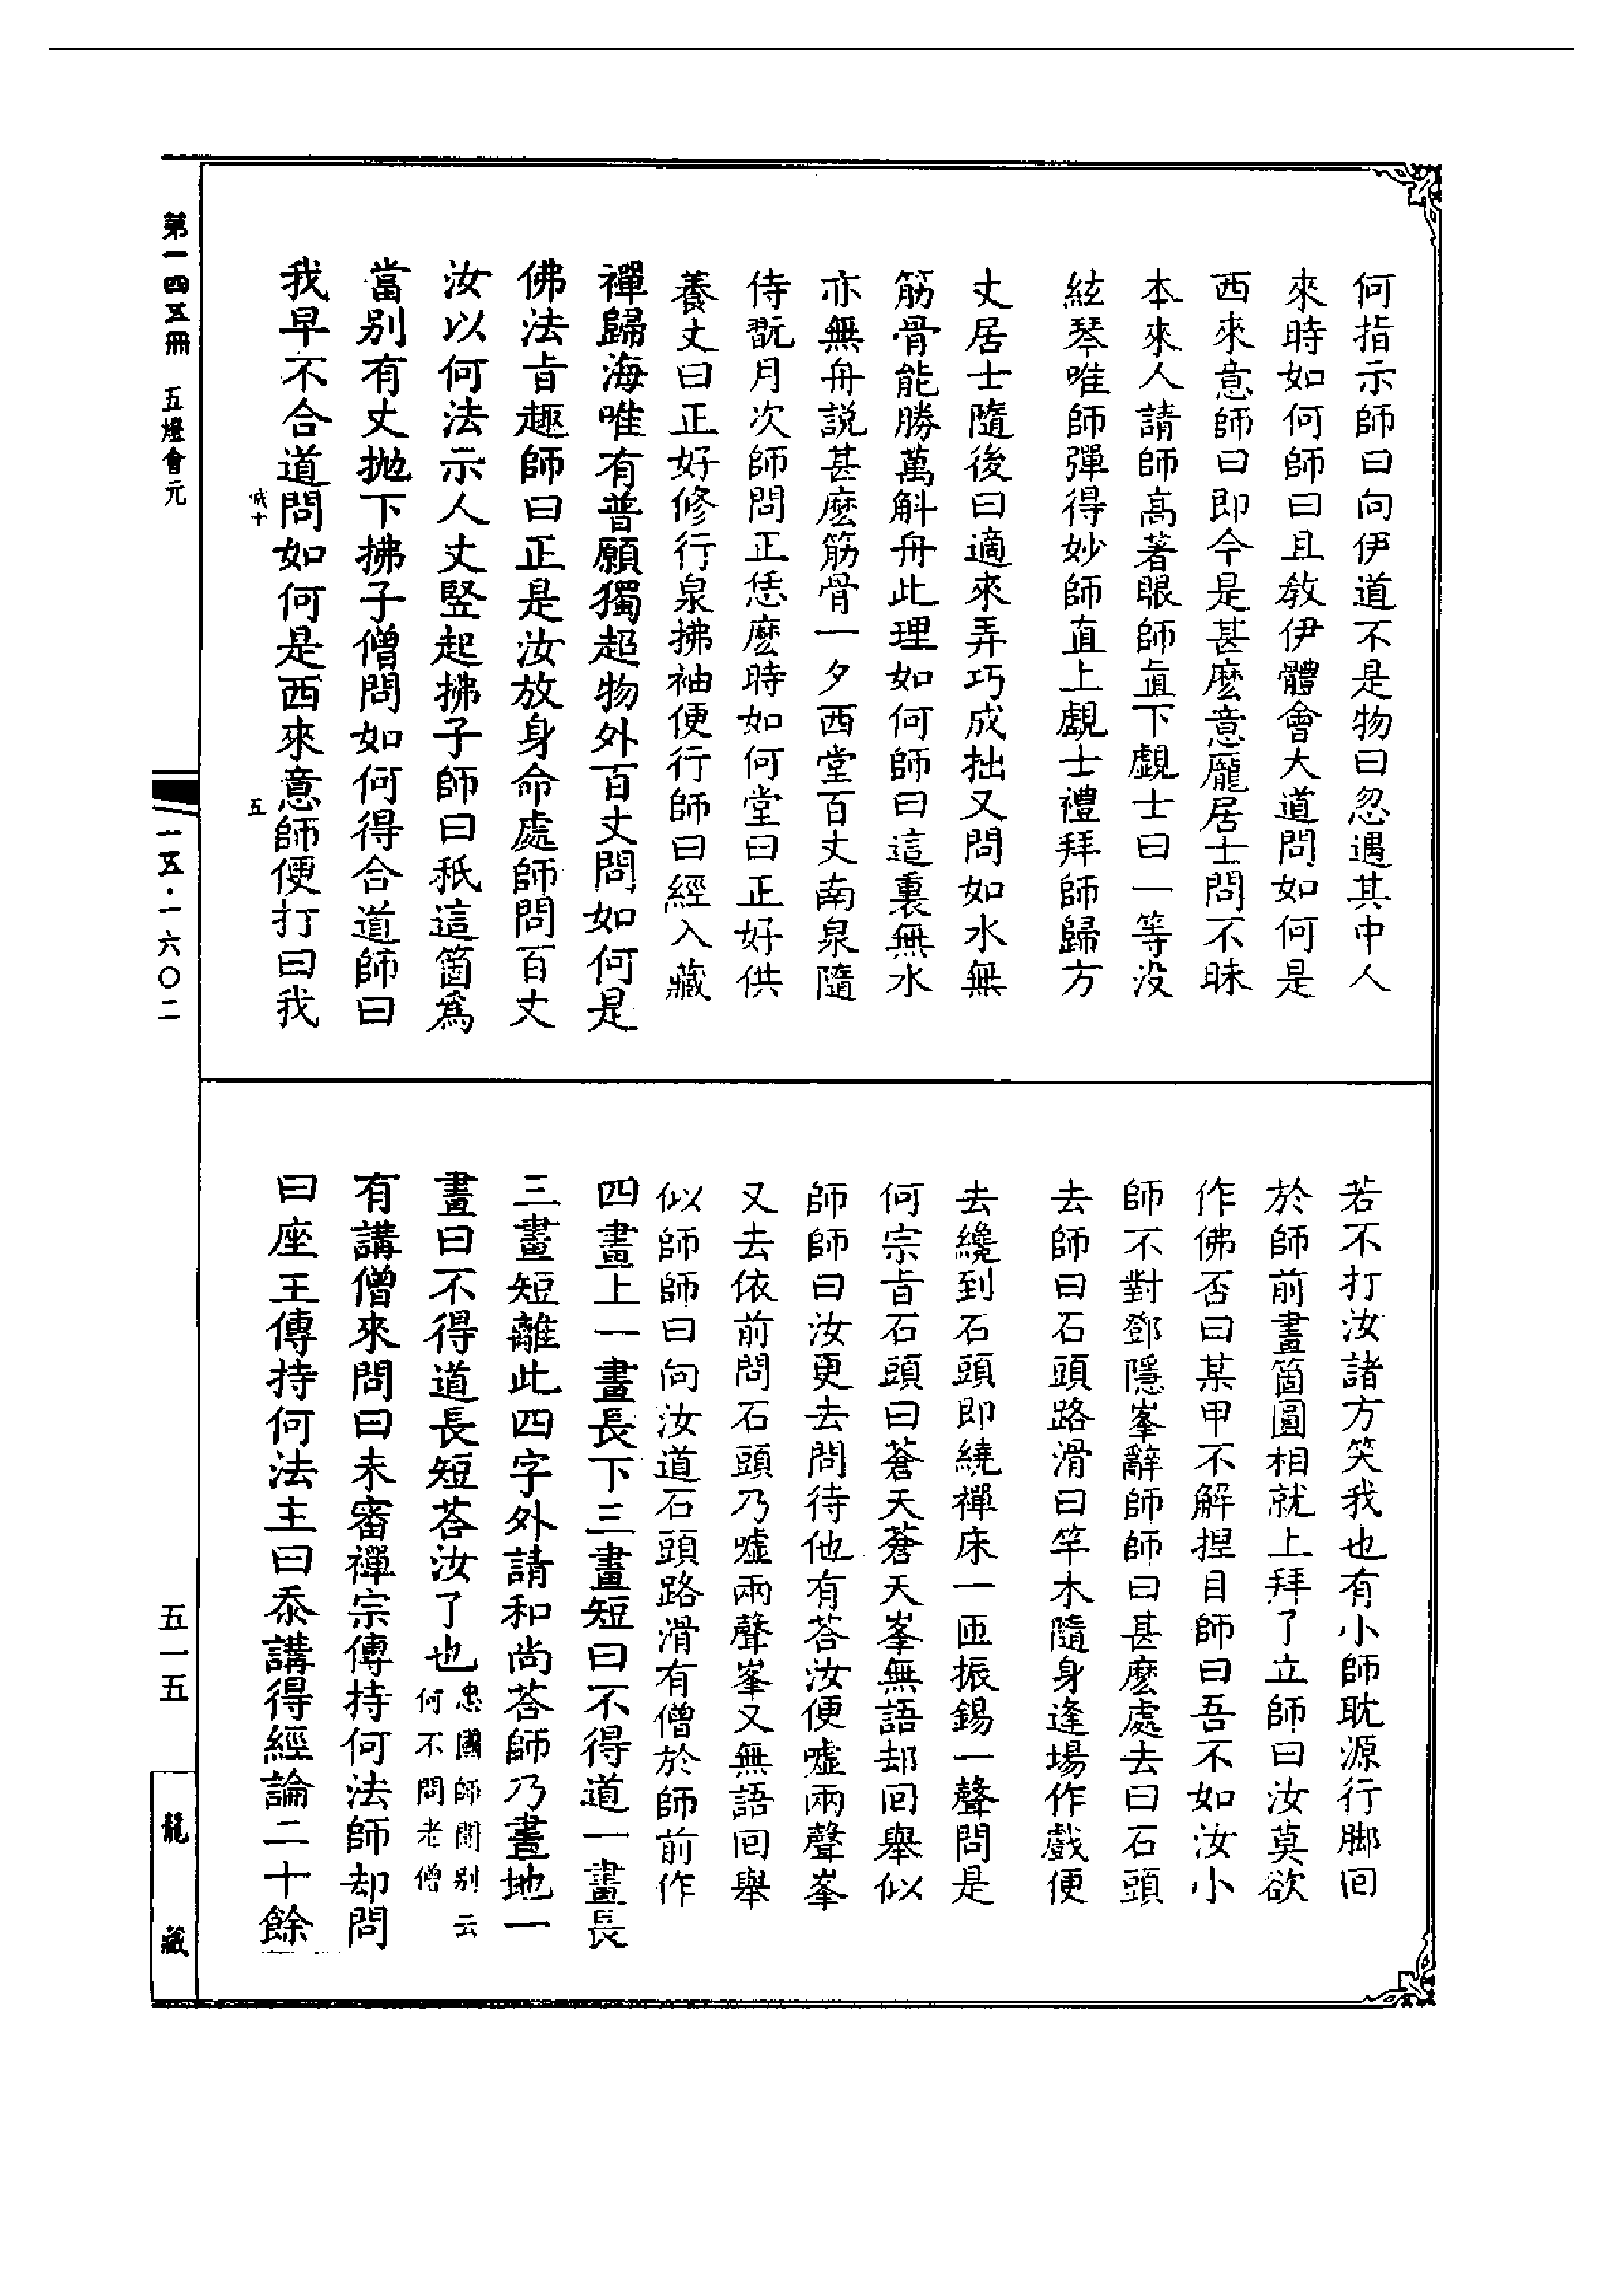 何指示師曰向伊道不是物曰忽遇其中人
來時如何師曰且敎伊體會大道問如何是
西來意師曰即今是甚麽意龐居士問不昧
本來人請師高著眼師直下覷士曰一等没
絃琴唯師彈得妙師直上覷士禮拜師歸方
丈居士隨後曰適來弄巧成拙又問如水無
筋骨能勝萬斛舟此理如何師曰這裏無水
亦無舟説甚麽筋骨一夕西堂百丈南泉隨
侍翫月次師問正恁麽時如何堂曰正好供
養丈曰正好修行泉拂袖便行師曰經入藏
禪歸海唯有普願獨超物外百丈問如何是
佛法㫖趣師曰正是汝放身命處師問百丈
汝以何法示人丈竪起拂子師曰秖這箇爲
當别有丈抛下拂子僧問如何得合道師曰
我早不合道問如何是西來意師便打曰我
若不打汝諸方笑我也有小師耽源行脚回
於師前畫箇圓相就上拜了立師曰汝莫欲
作佛否曰某甲不解捏目師曰吾不如汝小
師不對鄧隱峯辭師師曰甚麽處去曰石頭
去師曰石頭路滑曰竿木隨身逢場作戲便
去纔到石頭即繞禪床一匝振錫一聲問是
何宗㫖石頭曰蒼天蒼天峯無語却回舉似
師師曰汝更去問待他有荅汝便噓兩聲峯
又去依前問石頭乃噓兩聲峯又無語回舉
似師師曰向汝道石頭路滑有僧於師前作
四畫上一畫長下三畫短曰不得道一畫長
三畫短離此四字外請和尚荅師乃畫地一
畫曰不得道長短荅汝了也忠國師聞别云
何不問老僧
有講僧來問曰未審禪宗傳持何法師却問
曰座主傳持何法主曰忝講得經論二十餘
第一四五冊 五燈會元
一五·一六〇二
五一五
龍藏
十
五